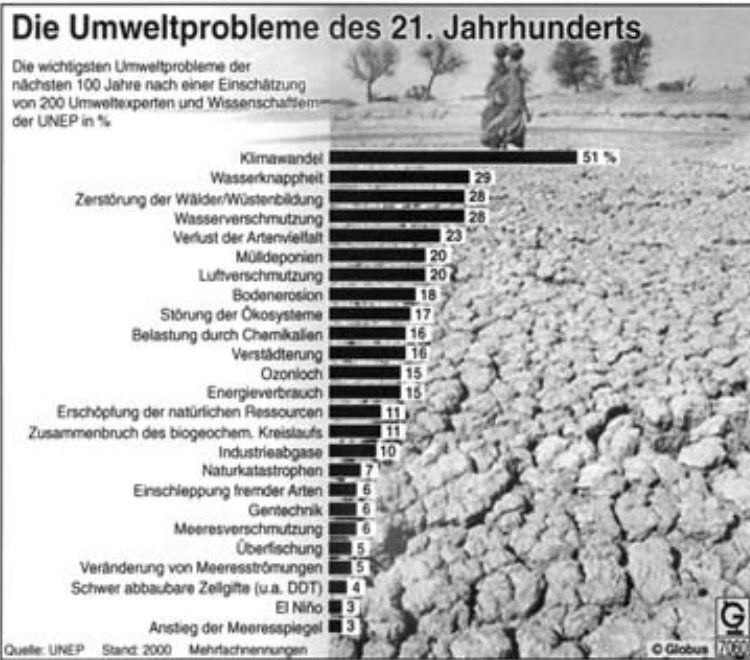 Die Umweltprobleme des 21. Jahrhunderts
Die wichtigsten Umweltprobleme der
nächsten 100 Jahre nach einer Einschätzung
von 200 Umweltexperten und Wissenschaftlern
der UNEP in %
Klimawandel 51 %
Wasserknappheit 29
Zerstörung der Wälder/Wüstenbildung 28
Wasserverschmutzung 28
Verlust der Artenvielfalt 23
Mülldeponien 20
Luftverschmutzung 20
Bodenerosion 18
Störung der Ökosysteme 17
Belastung durch Chemikalien 16
Verstädterung 16
Ozonloch 15
Energieverbrauch 15
Erschöpfung der natürlichen Ressourcen 11
Zusammenbruch des biogeochem. Kreislaufs 11
Industrieabgase 10
Naturkatastrophen 7
Einschleppung fremder Arten 6
Gentechnik 6
Meeresverschmutzung 6
Überfischung 5
Veränderung von Meeresströmungen 5
Schwer abbaubare Zellgifte (u.a. DDT) 4
El Niño 3
Anstieg der Meeresspiegel 3
G
Quelle: UNEP Stand: 2000 Mehrfachnennungen © Globus